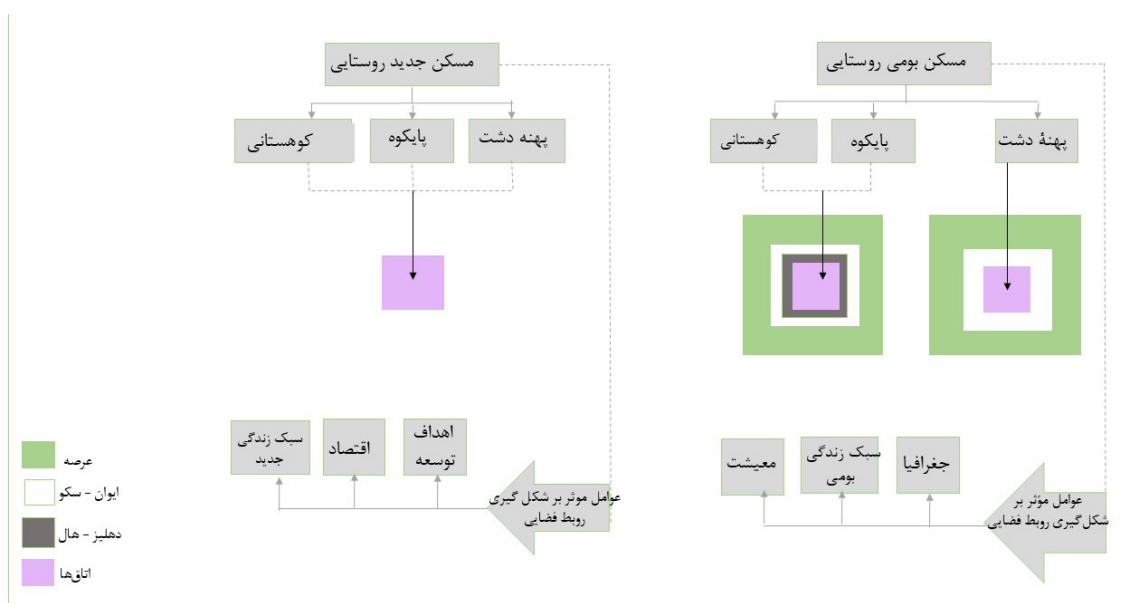 مسکن بومی روستایی
پهنهٔ دشت
پایکوه
کوهستانی
جغرافیا
سبک زندگی
بومی
معیشت
عوامل مؤثر بر
شکل‌گیری روبط فضایی
مسکن جدید روستایی
پهنه دشت
پایکوه
کوهستانی
اهداف
توسعه
اقتصاد
سبک زندگی
جدید
عوامل موثر بر شکل گیری
روبط فضایی
عرصه
ایوان - سکو
دهلیز - هال
اتاق‌ها